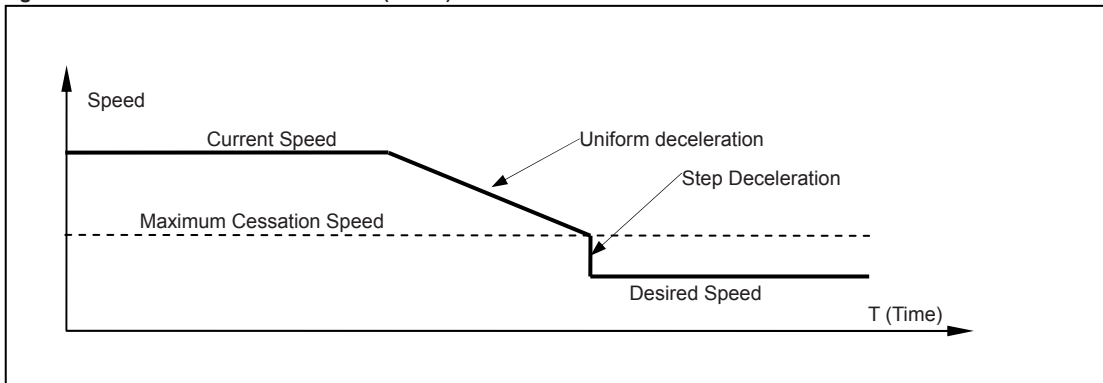 Speed
Current Speed
Uniform deceleration
Step Deceleration
Maximum Cessation Speed
Desired Speed
T (Time)